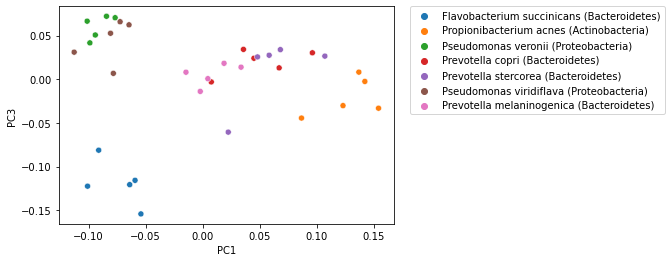 Flavobacterium succinicans (Bacteroidetes)
Propionibacterium acnes (Actinobacteria)
Pseudomonas veronii (Proteobacteria)
Prevotella copri (Bacteroidetes)
Prevotella stercorea (Bacteroidetes)
Pseudomonas viridiflava (Proteobacteria)
Prevotella melaninogenica (Bacteroidetes)
PC3
0.05
0.00
−0.05
−0.10
−0.15
−0.10
−0.05
0.00
0.05
0.10
0.15
PC1